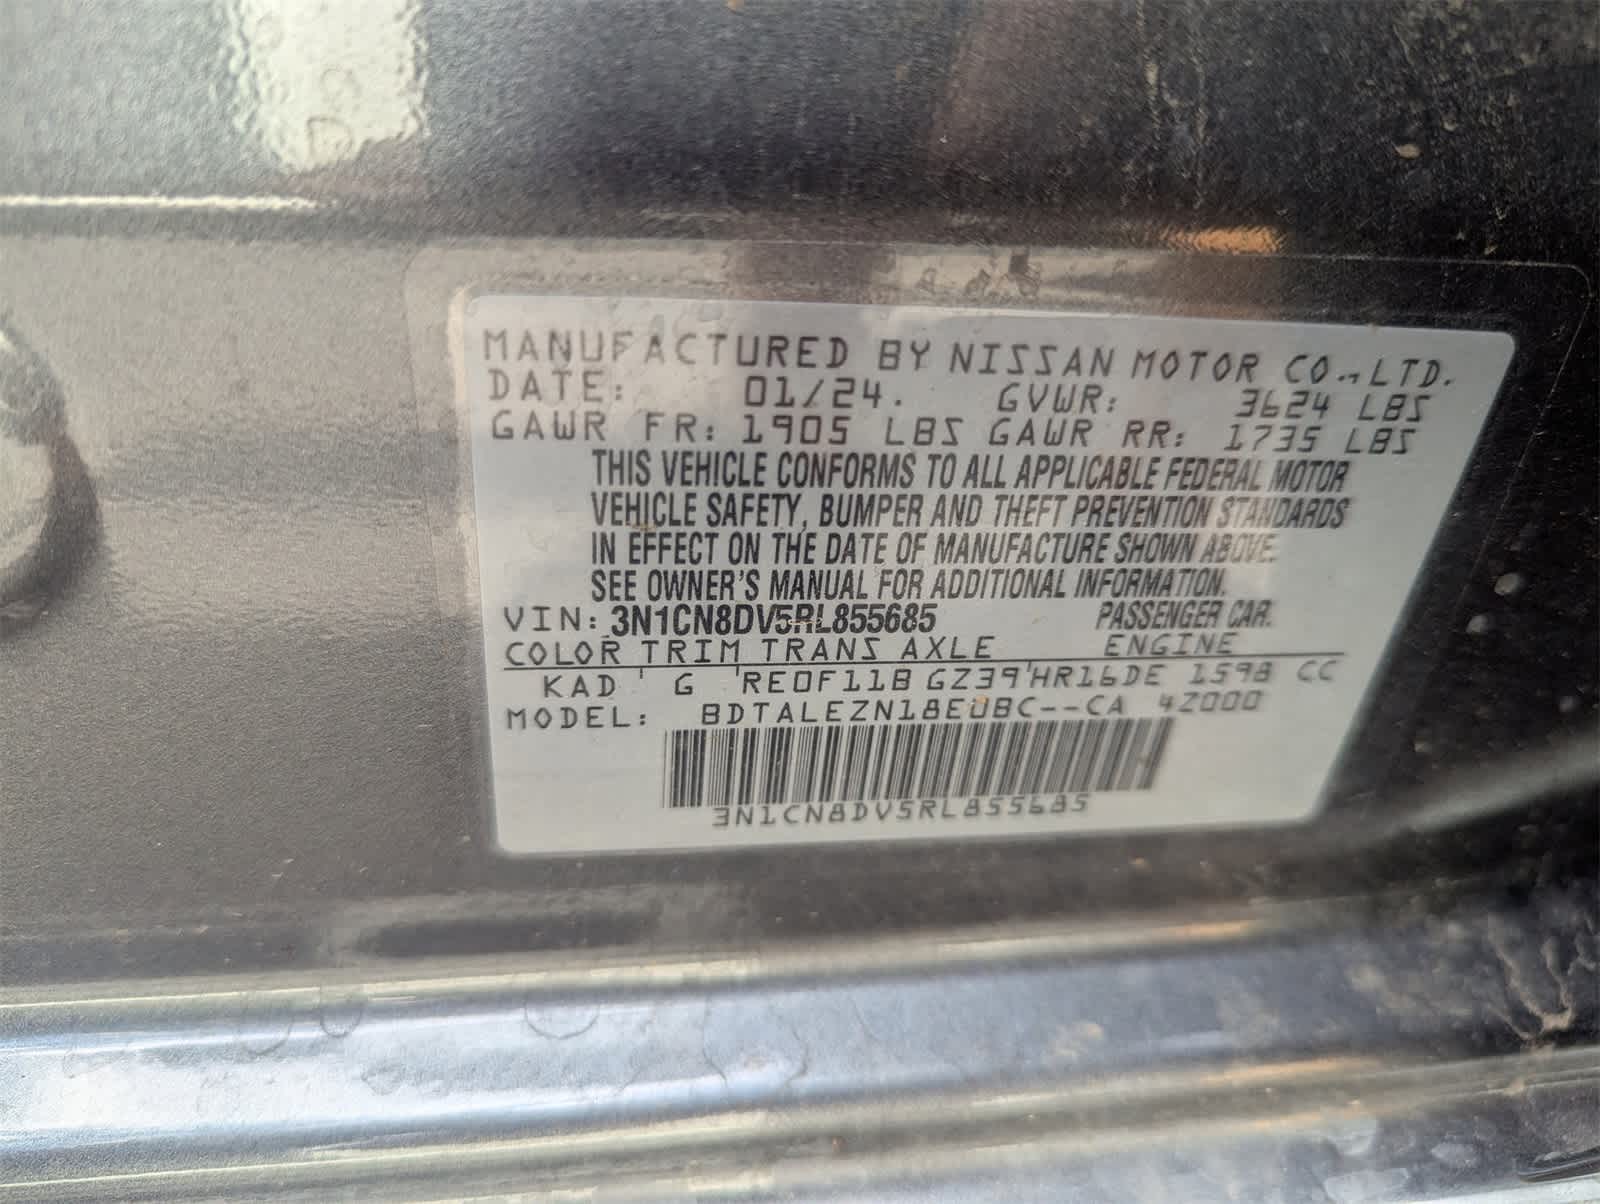 MANUFACTURED BY NISSAN MOTOR CO.,LTD.
DATE: 01/24. GVWR: 3624 LBS
GAWR FR: 1905 LBS GAWR RR: 1735 LBS
THIS VEHICLE CONFORMS TO ALL APPLICABLE FEDERAL MOTOR
VEHICLE SAFETY, BUMPER AND THEFT PREVENTION STANDARDS
IN EFFECT ON THE DATE OF MANUFACTURE SHOWN ABOVE.
SEE OWNER'S MANUAL FOR ADDITIONAL INFORMATION.
VIN: 3N1CN8DV5RL855685 PASSENGER CAR.
COLOR TRIM TRANS AXLE ENGINE
KAD G RE0F11B GZ39 HR16DE 1598 CC
MODEL: BDTALEZN18EUBC--CA 4Z000
3N1CN8DV5RL855685